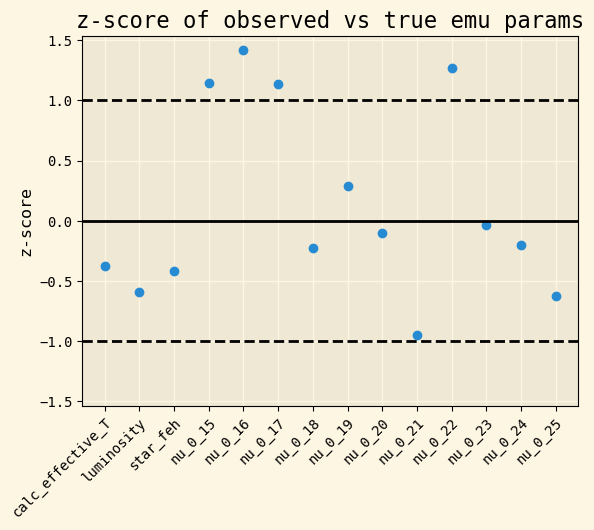 z-score of observed vs true emu params
z-score
1.5
1.0
0.5
0.0
−0.5
−1.0
−1.5
calc_effective_T
luminosity
star_feh
nu_0_15
nu_0_16
nu_0_17
nu_0_18
nu_0_19
nu_0_20
nu_0_21
nu_0_22
nu_0_23
nu_0_24
nu_0_25